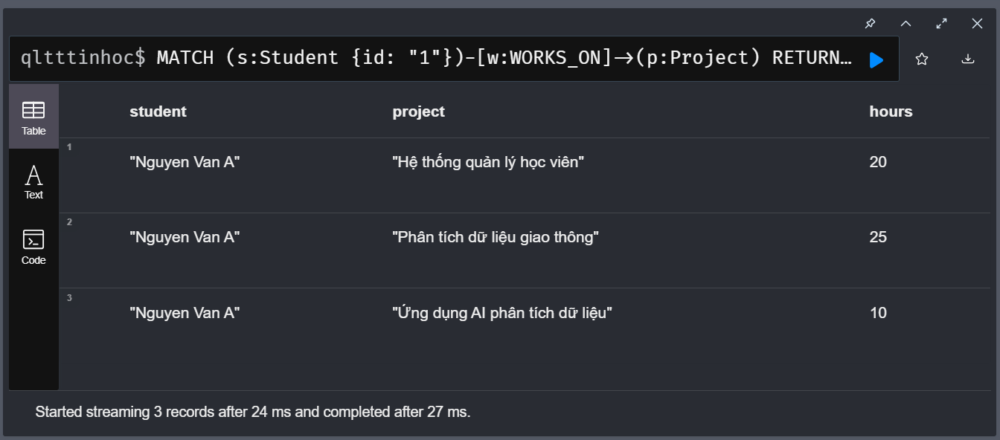 qltttinhoc$ MATCH (s:Student {id: "1"})-[w:WORKS_ON]→(p:Project) RETURN…
Table
Text
Code
student project hours
1 "Nguyen Van A" "Hệ thống quản lý học viên" 20
2 "Nguyen Van A" "Phân tích dữ liệu giao thông" 25
3 "Nguyen Van A" "Ứng dụng AI phân tích dữ liệu" 10
Started streaming 3 records after 24 ms and completed after 27 ms.